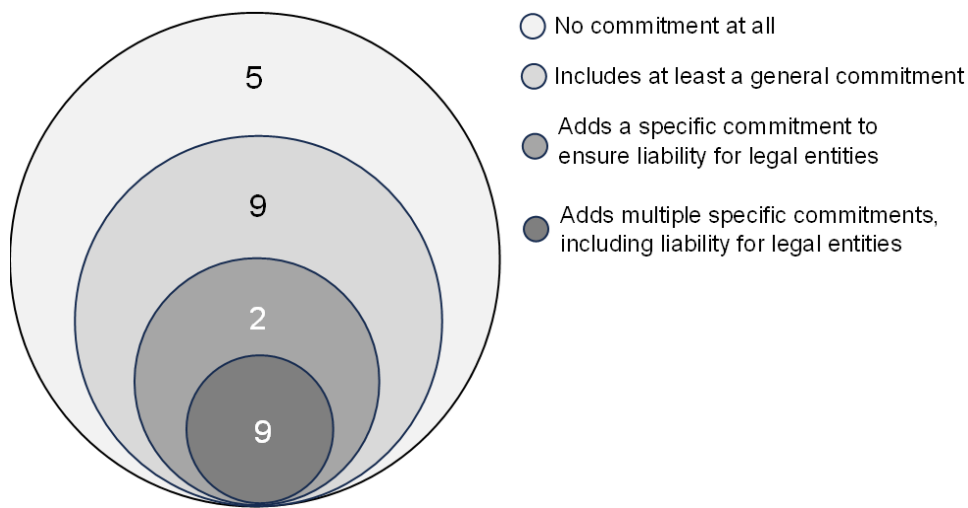 5
9
2
9
No commitment at all
Includes at least a general commitment
Adds a specific commitment to
ensure liability for legal entities
Adds multiple specific commitments,
including liability for legal entities